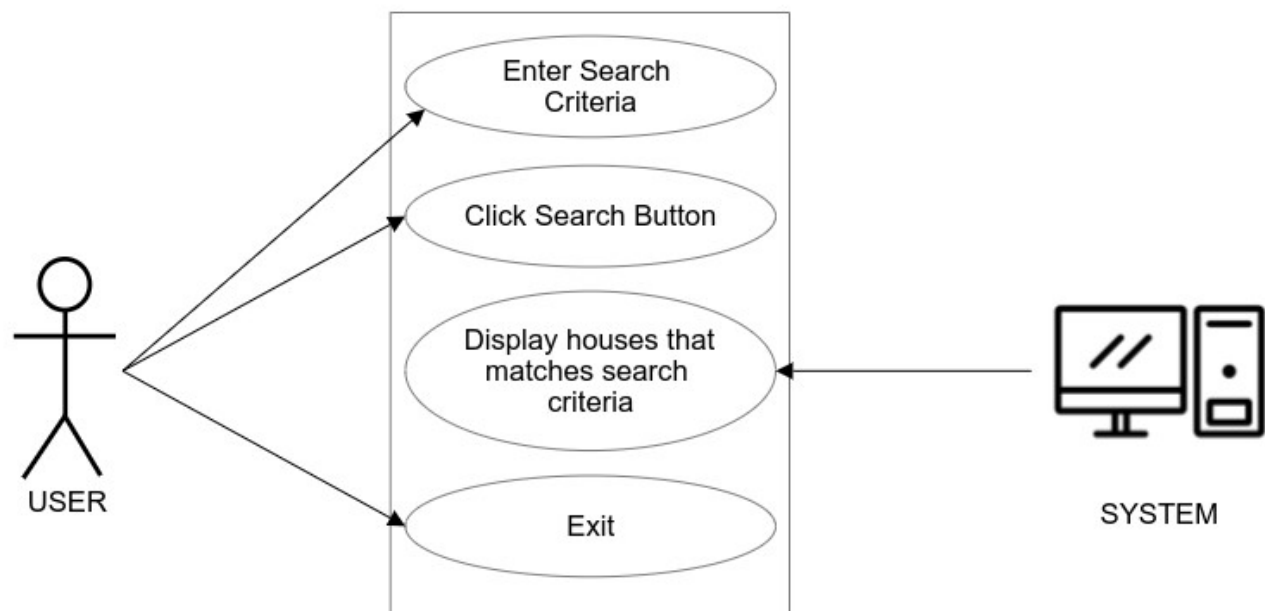 Enter Search
Criteria
Click Search Button
Display houses that
matches search
criteria
Exit
USER
SYSTEM